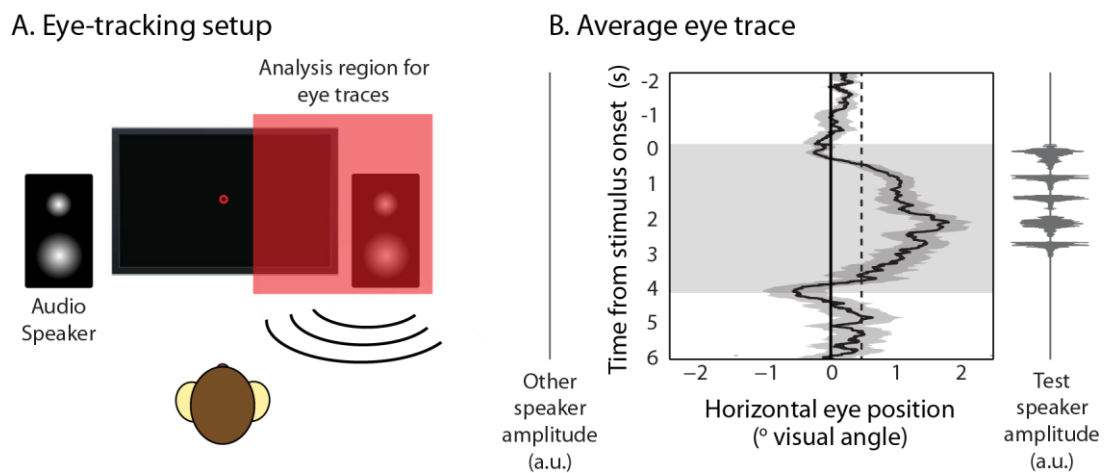 A. Eye-tracking setup
Analysis region for
eye traces
Audio
Speaker
B. Average eye trace
Time from stimulus onset (s)
-2
-1
0
1
2
3
4
5
6
−2
−1
0
1
2
Horizontal eye position
(º visual angle)
Other
speaker
amplitude
(a.u.)
Test
speaker
amplitude
(a.u.)